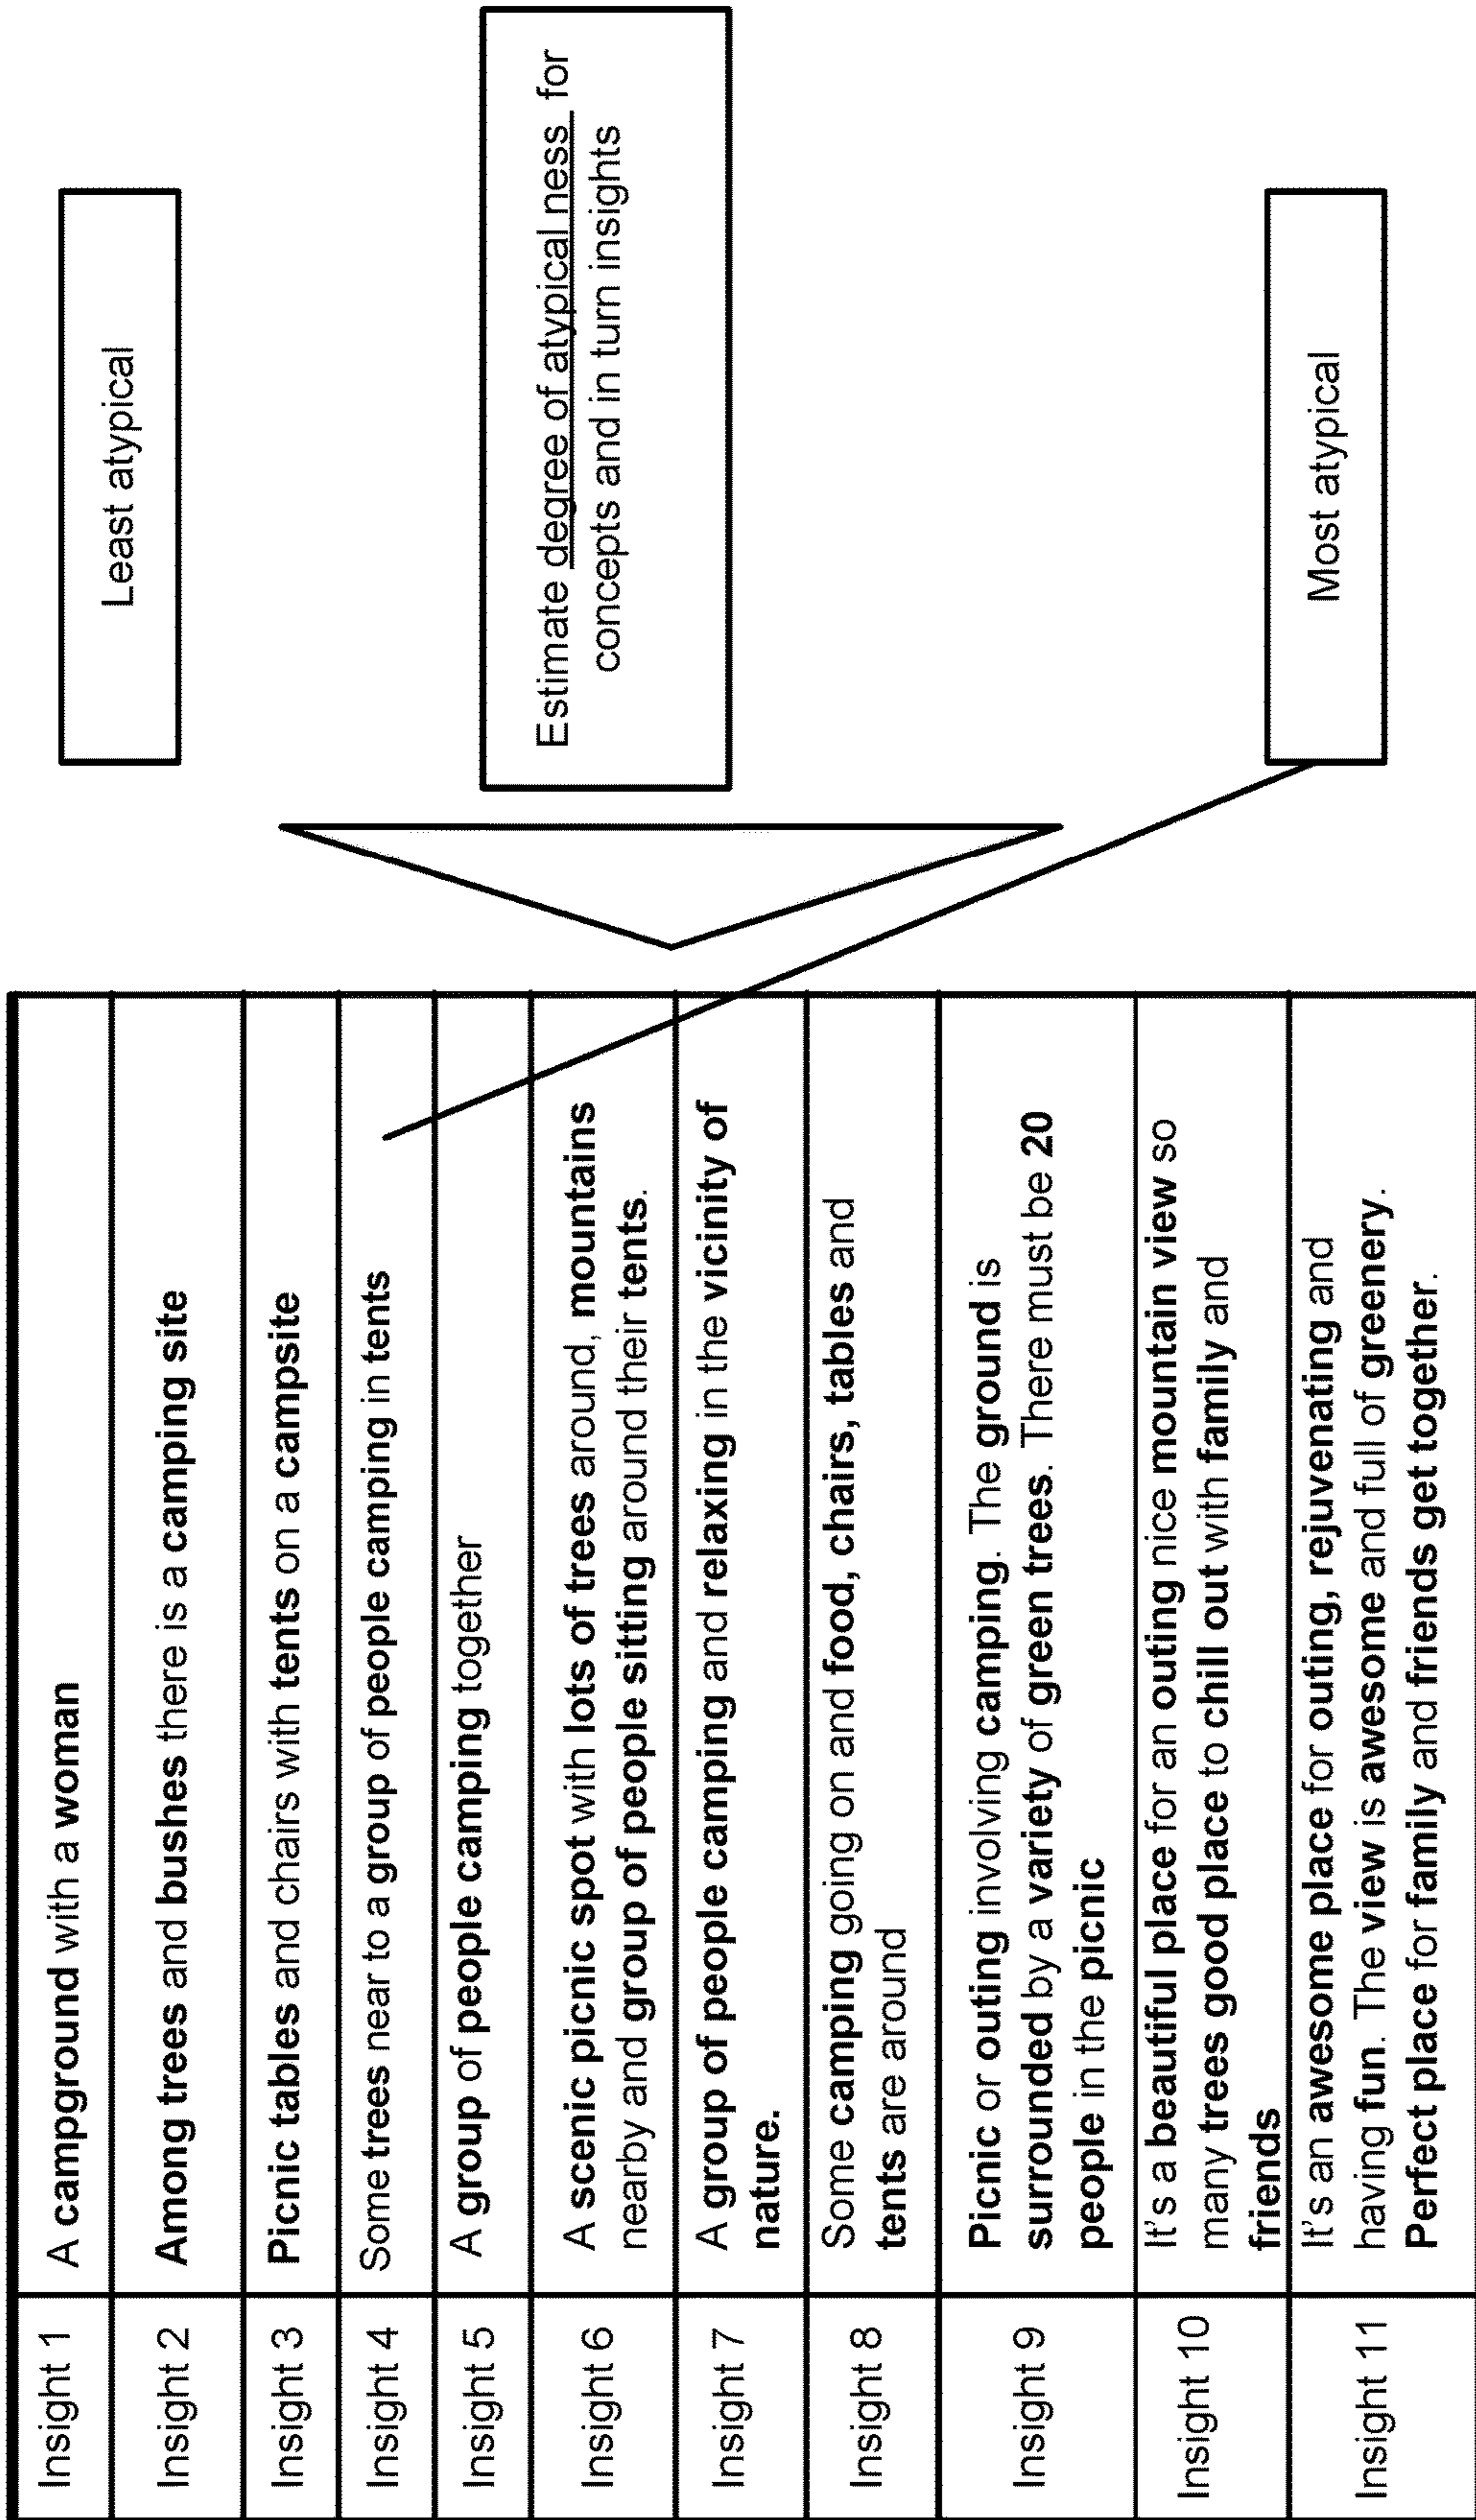 Insight 1
A campground with a woman
Insight 2
Among trees and bushes there is a camping site
Insight 3
Picnic tables and chairs with tents on a campsite
Insight 4
Some trees near to a group of people camping in tents
Insight 5
A group of people camping together
Insight 6
A scenic picnic spot with lots of trees around, mountains
nearby and group of people sitting around their tents.
Insight 7
A group of people camping and relaxing in the vicinity of
nature.
Insight 8
Some camping going on and food, chairs, tables and
tents are around
Insight 9
Picnic or outing involving camping. The ground is
surrounded by a variety of green trees. There must be 20
people in the picnic
Insight 10
It's a beautiful place for an outing nice mountain view so
many trees good place to chill out with family and
friends
Insight 11
It's an awesome place for outing, rejuvenating and
having fun. The view is awesome and full of greenery.
Perfect place for family and friends get together.
Least atypical
Estimate degree of atypical ness for
concepts and in turn insights
Most atypical